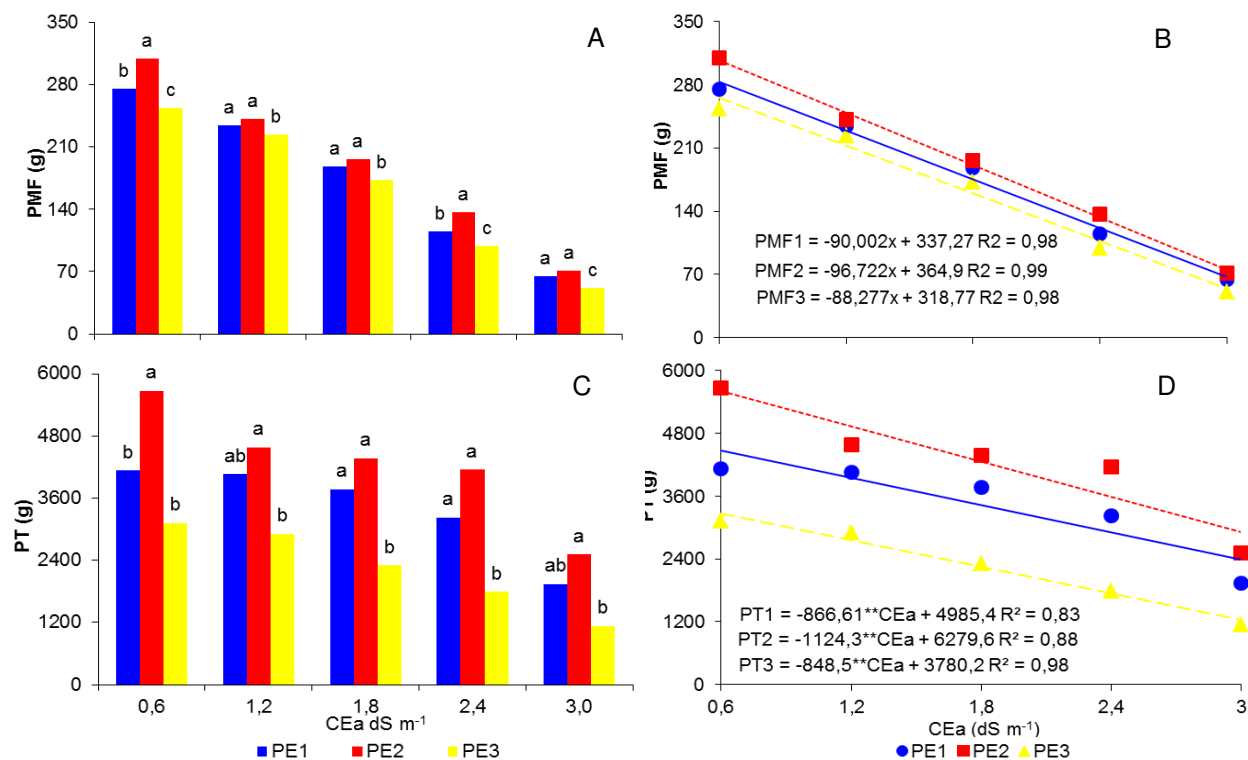 A
350
280
210
140
70
0
PMF (g)
b a c
a a b
a a b
b a c
a a c
B
350
280
210
140
70
0
PMF (g)
PMF1 = -90,002x + 337,27 R2 = 0,98
PMF2 = -96,722x + 364,9 R2 = 0,99
PMF3 = -88,277x + 318,77 R2 = 0,98
C
6000
4800
3600
2400
1200
0
PT (g)
b a b
ab a b
a a b
a a b
ab a b
0,6 1,2 1,8 2,4 3,0
CEa dS m⁻¹
PE1 PE2 PE3
D
6000
4800
3600
2400
1200
0
PT (g)
PT1 = -866,61**CEa + 4985,4 R² = 0,83
PT2 = -1124,3**CEa + 6279,6 R² = 0,88
PT3 = -848,5**CEa + 3780,2 R² = 0,98
0,6 1,2 1,8 2,4 3
CEa (dS m⁻¹)
PE1 PE2 PE3